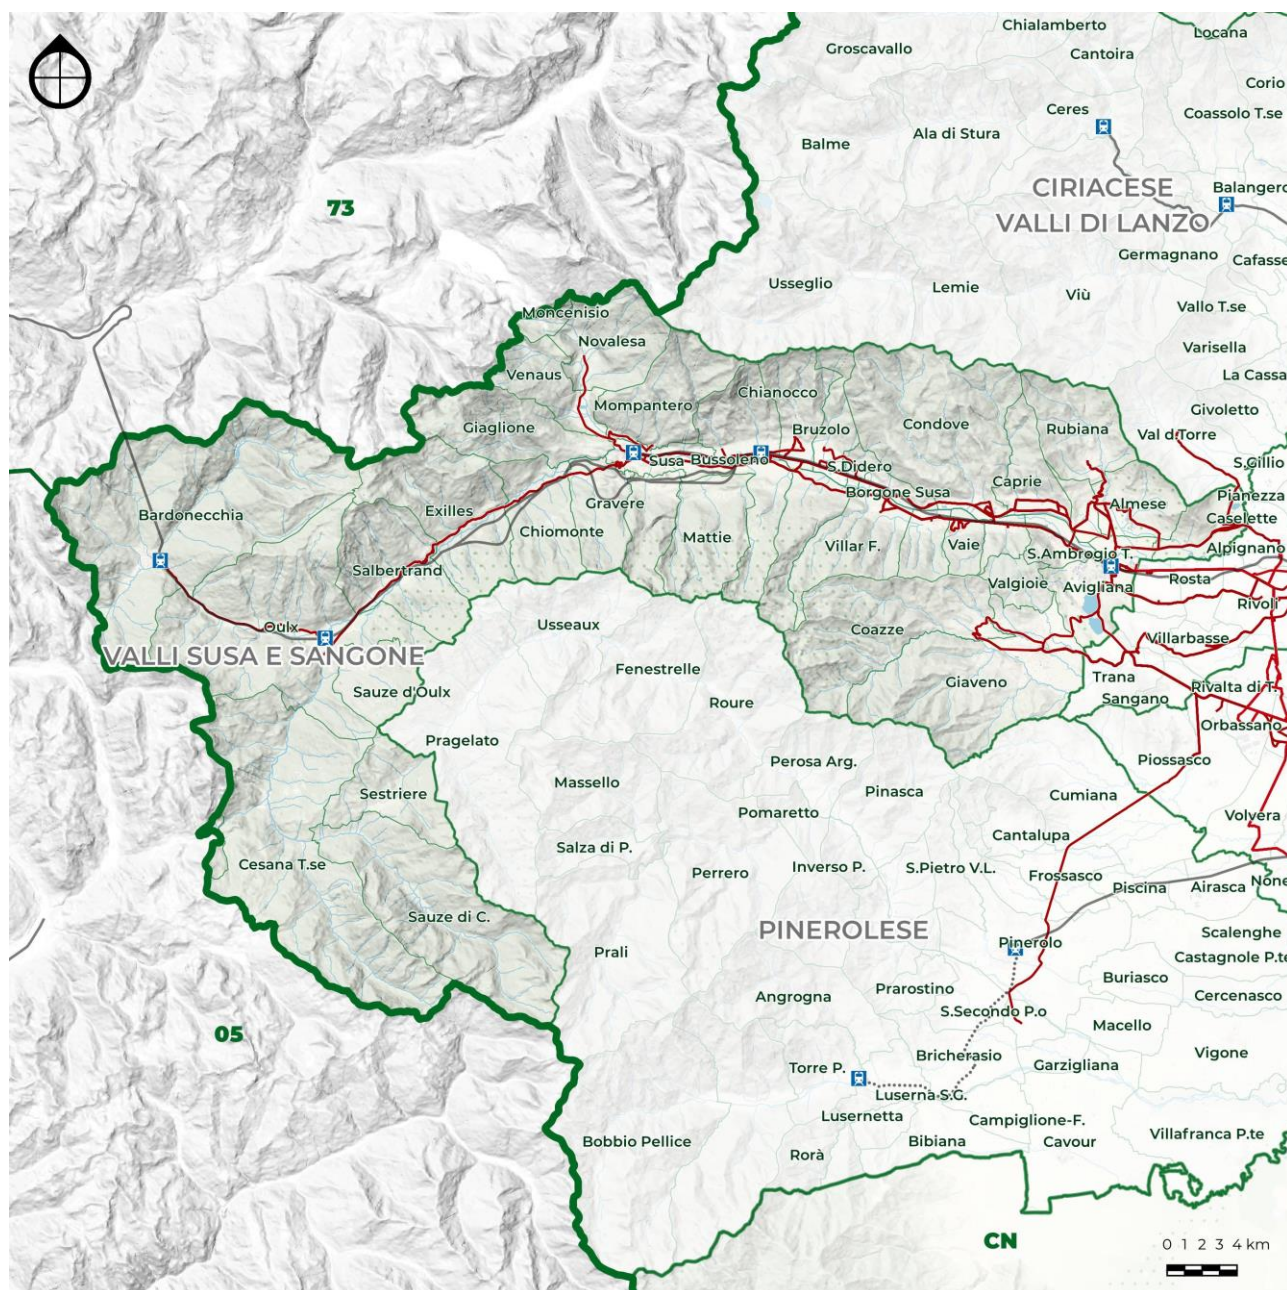 Chialamberto
Locana
Groscavallo
Cantoira
Corio
Ceres
Coassolo T.se
Ala di Stura
Balme
CIRIACESE
VALLI DI LANZO
Balangero
73
Germagnano
Cafasse
Usseglio
Lemie
Viù
Vallo T.se
Moncenisio
Novalesa
Varisella
Venaus
La Cassa
Chianocco
Mompantero
Givoletto
Giaglione
Bruzolo
Condove
Rubiana
Val d.Torre
Susa
Bussoleno
S.Didero
S.Gillio
Caprie
Borgone Susa
Pianezza
Exilles
Gravere
Almese
Bardonecchia
Caselette
Chiomonte
Mattie
Villar F.
Vaie
S.Ambrogio T.
Alpignano
Salbertrand
Valgioie
Avigliana
Rosta
Rivoli
Oulx
Usseaux
Coazze
Villarbasse
VALLI SUSA E SANGONE
Fenestrelle
Trana
Sauze d'Oulx
Giaveno
Rivalta di T.
Roure
Sangano
Orbassano
Pragelato
Perosa Arg.
Piossasco
Massello
Pinasca
Sestriere
Cumiana
Pomaretto
Volvera
Cantalupa
Salza di P.
Cesana T.se
Perrero
Inverso P.
S.Pietro V.L.
Frossasco
Piscina
Airasca
None
Sauze di C.
PINEROLESE
Scalenghe
Prali
Pinerolo
Castagnole P.te
Buriasco
Angrogna
Prarostino
Cercenasco
S.Secondo P.o
05
Macello
Bricherasio
Vigone
Torre P.
Garzigliana
Luserna S.G.
Lusernetta
Campiglione-F.
Bobbio Pellice
Bibiana
Cavour
Villafranca P.te
Rorà
CN
0 1 2 3 4 km